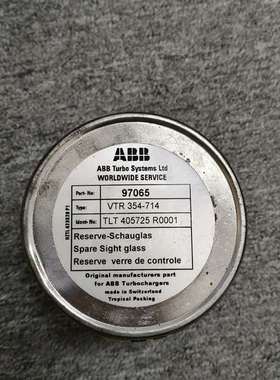 ABB
ABB Turbo Systems Ltd
WORLDWIDE SERVICE
Part-No: 97065
Type: VTR 354-714
Ident-No: TLT 405725 R0001
Reserve-Schauglas
Spare Sight glass
Reserve verre de controle
Original manufacturers part
for ABB Turbochargers
made in Switzerland
Tropical Packing